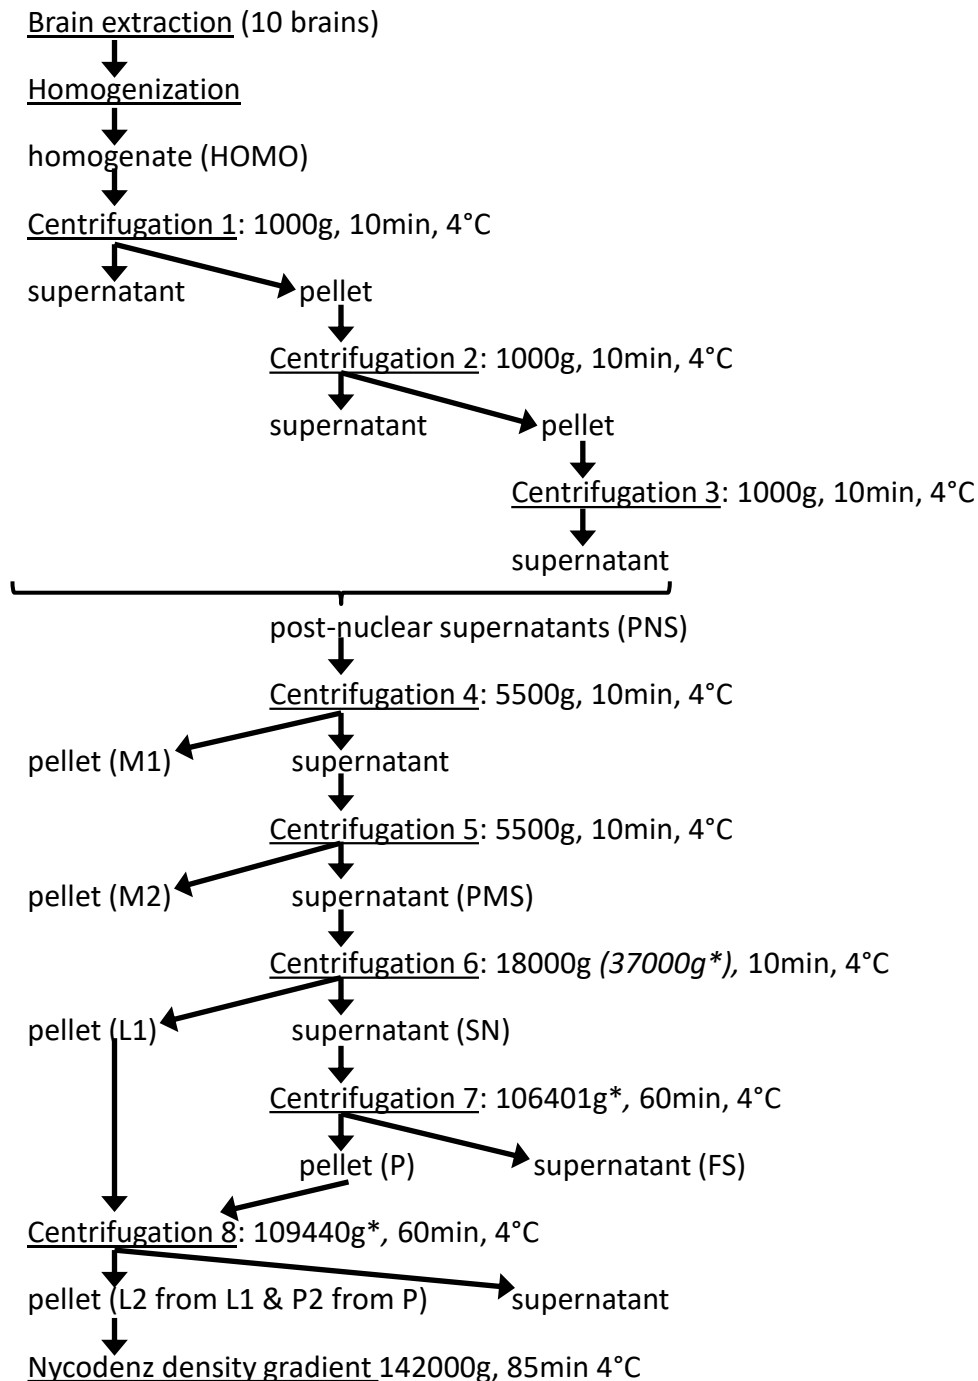 Brain extraction (10 brains)
Homogenization
homogenate (HOMO)
Centrifugation 1: 1000g, 10min, 4°C
supernatant pellet
Centrifugation 2: 1000g, 10min, 4°C
supernatant pellet
Centrifugation 3: 1000g, 10min, 4°C
supernatant
post-nuclear supernatants (PNS)
Centrifugation 4: 5500g, 10min, 4°C
pellet (M1) supernatant
Centrifugation 5: 5500g, 10min, 4°C
pellet (M2) supernatant (PMS)
Centrifugation 6: 18000g (37000g*), 10min, 4°C
pellet (L1) supernatant (SN)
Centrifugation 7: 106401g*, 60min, 4°C
pellet (P) supernatant (FS)
Centrifugation 8: 109440g*, 60min, 4°C
pellet (L2 from L1 & P2 from P) supernatant
Nycodenz density gradient 142000g, 85min 4°C